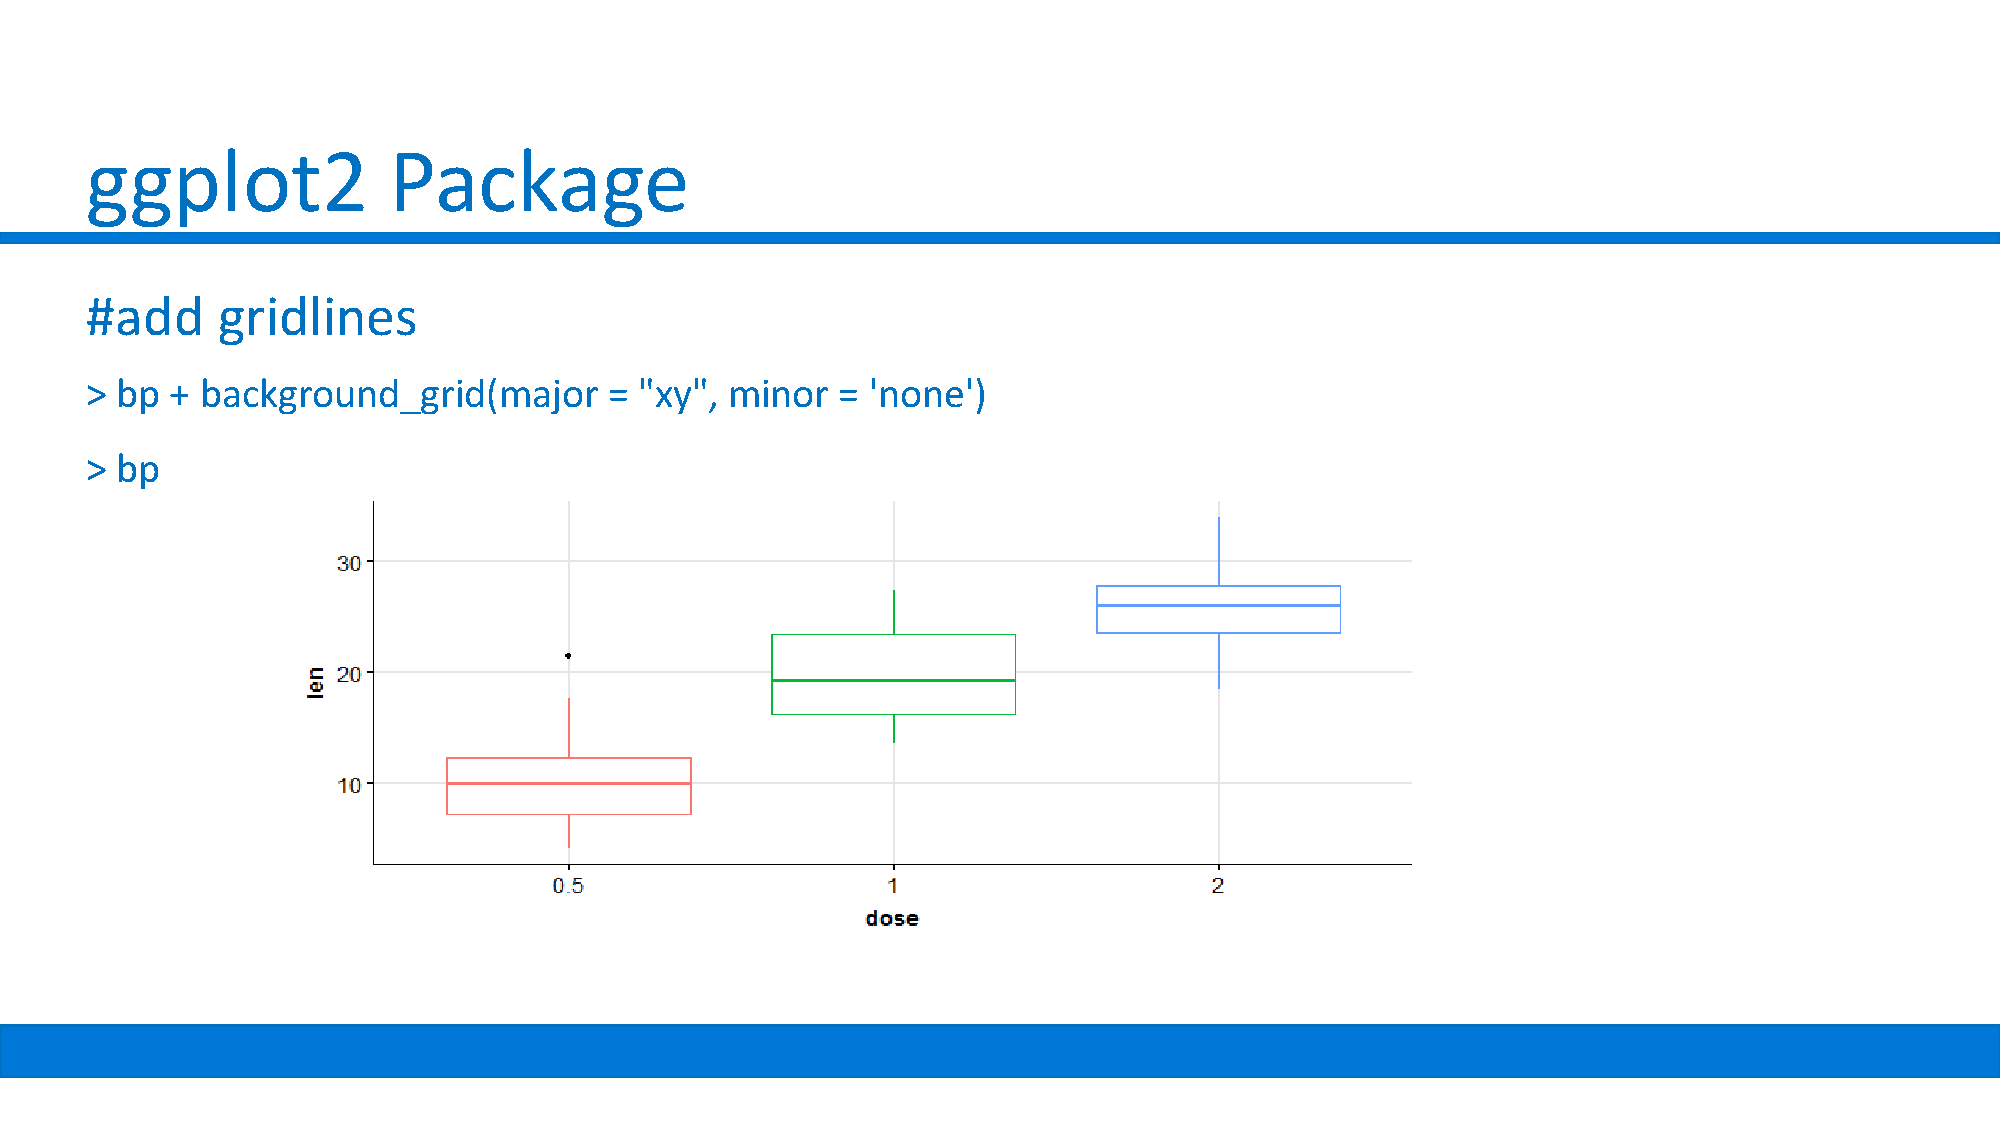 ggplot2 Package
#add gridlines
> bp + background_grid(major = "xy", minor = 'none')
> bp
30
20
10
len
0.5 1 2
dose